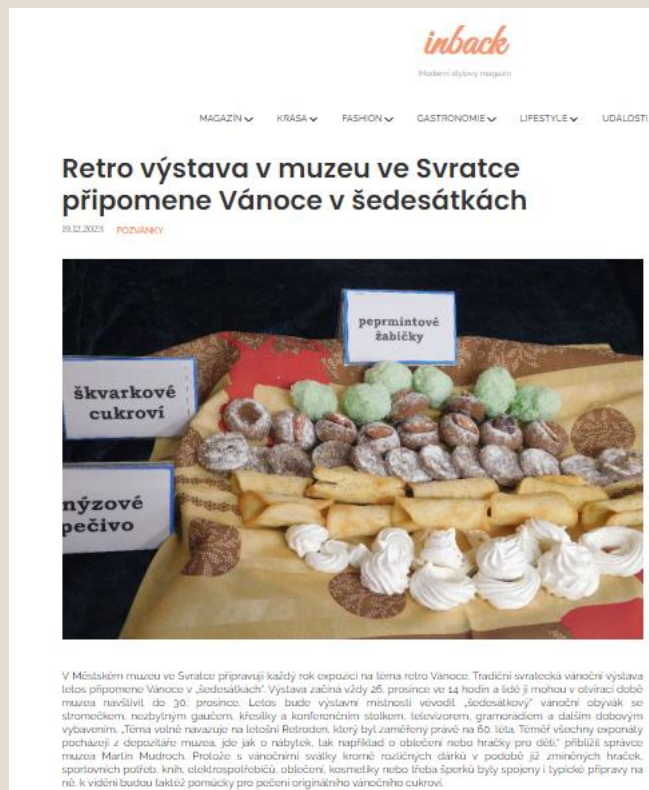 inback
Moderní stylový magazín
MAGAZÍN KRÁSA FASHION GASTRONOMIE LIFESTYLE UDÁLOSTI
Retro výstava v muzeu ve Svratce
připomene Vánoce v šedesátkách
19.12.2023 POZVÁNKY
peprmintové
žabičky
škvarkové
cukroví
nýzové
pečivo
V Městském muzeu ve Svratce připravují každý rok expozici na téma retro Vánoce. Tradiční svratecká vánoční výstava
letos připomene Vánoce v „šedesátkách“. Výstava začíná vždy 26. prosince ve 14 hodin a lidé ji mohou v otvírací době
muzea navštívit do 30. prosince. Letos bude výstavní místnosti vévodit „šedesátkový“ vánoční obývák se
stromečkem, nezbytným gaučem, křesílky a konferenčním stolkem, televizorem, gramorádiem a dalším dobovým
vybavením. „Téma volně navazuje na letošní Retroden, který byl zaměřený právě na 60. léta. Téměř všechny exponáty
pocházejí z depozitáře muzea, jde jak o nábytek, tak například o oblečení nebo hračky pro děti,“ přiblížil správce
muzea Martin Mudroch. Protože s vánočními svátky kromě rozličných dárků v podobě již zmíněných hraček,
sportovních potřeb, knih, elektrospotřebičů, oblečení, kosmetiky nebo třeba šperků byly spojeny i typické přípravy na
ně, k vidění budou taktéž pomůcky pro pečení originálního vánočního cukroví.